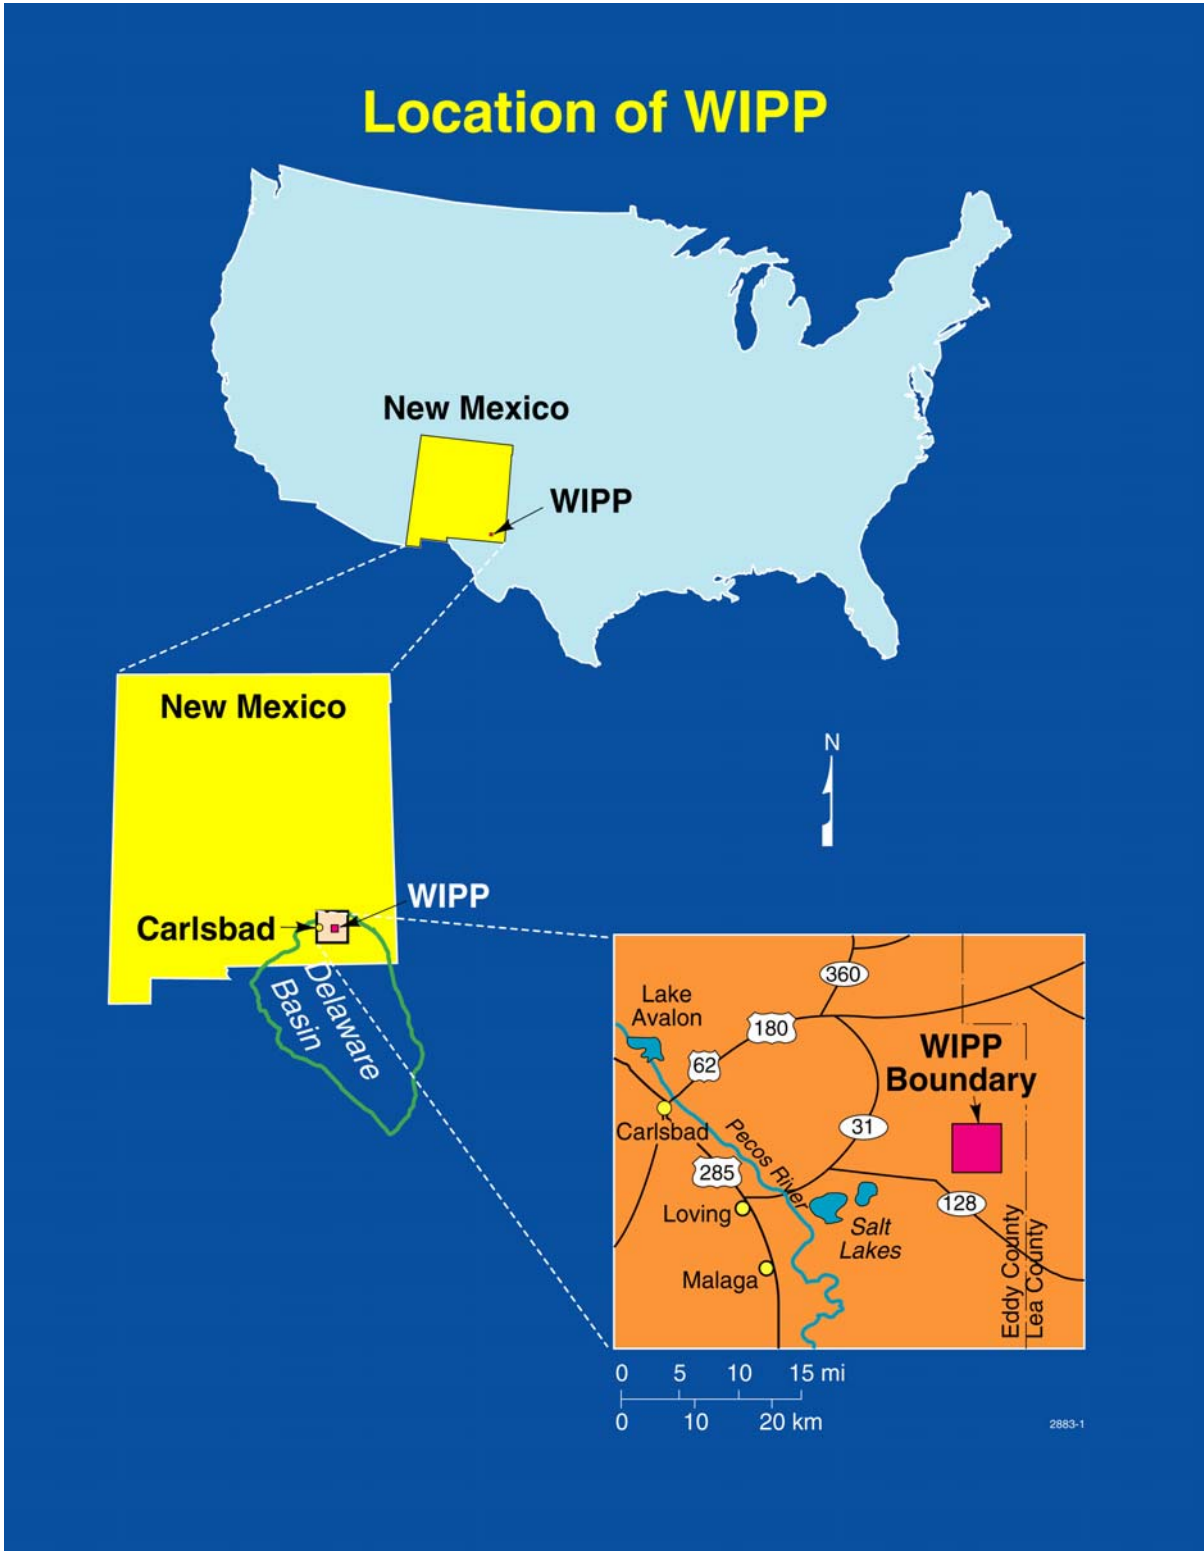 Location of WIPP
New Mexico
WIPP
New Mexico
N
WIPP
Carlsbad
Delaware
Basin
360
Lake
Avalon
180
WIPP
Boundary
62
Carlsbad
Pecos River
31
285
128
Loving
Salt
Lakes
Malaga
Eddy County
Lea County
0 5 10 15 mi
0 10 20 km
2883-1